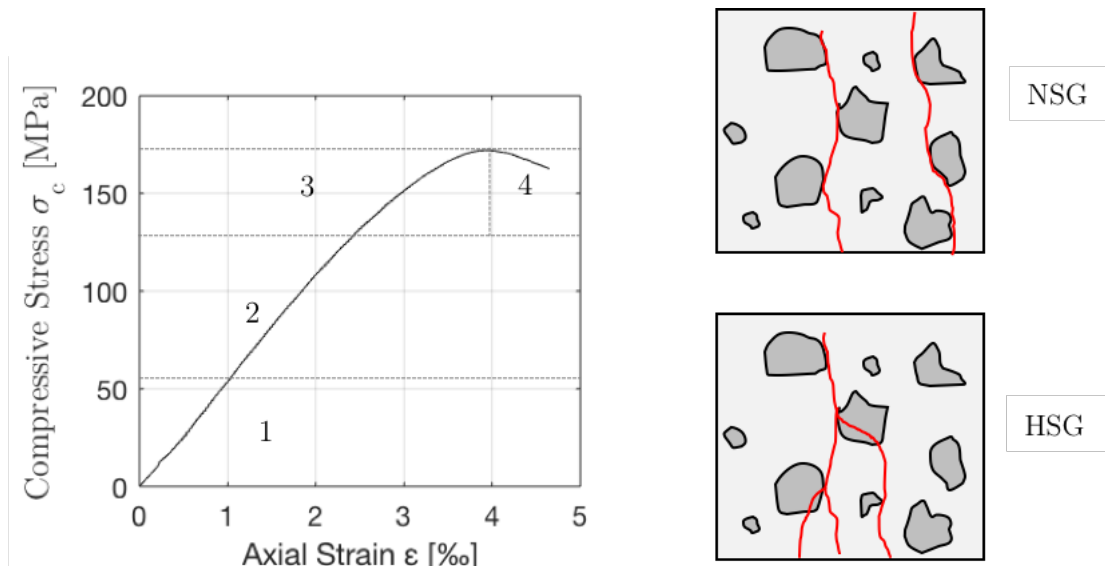 Compressive Stress σc [MPa]
200
150
100
50
0
0 1 2 3 4 5
Axial Strain ε [‰]
1
2
3
4
NSG
HSG